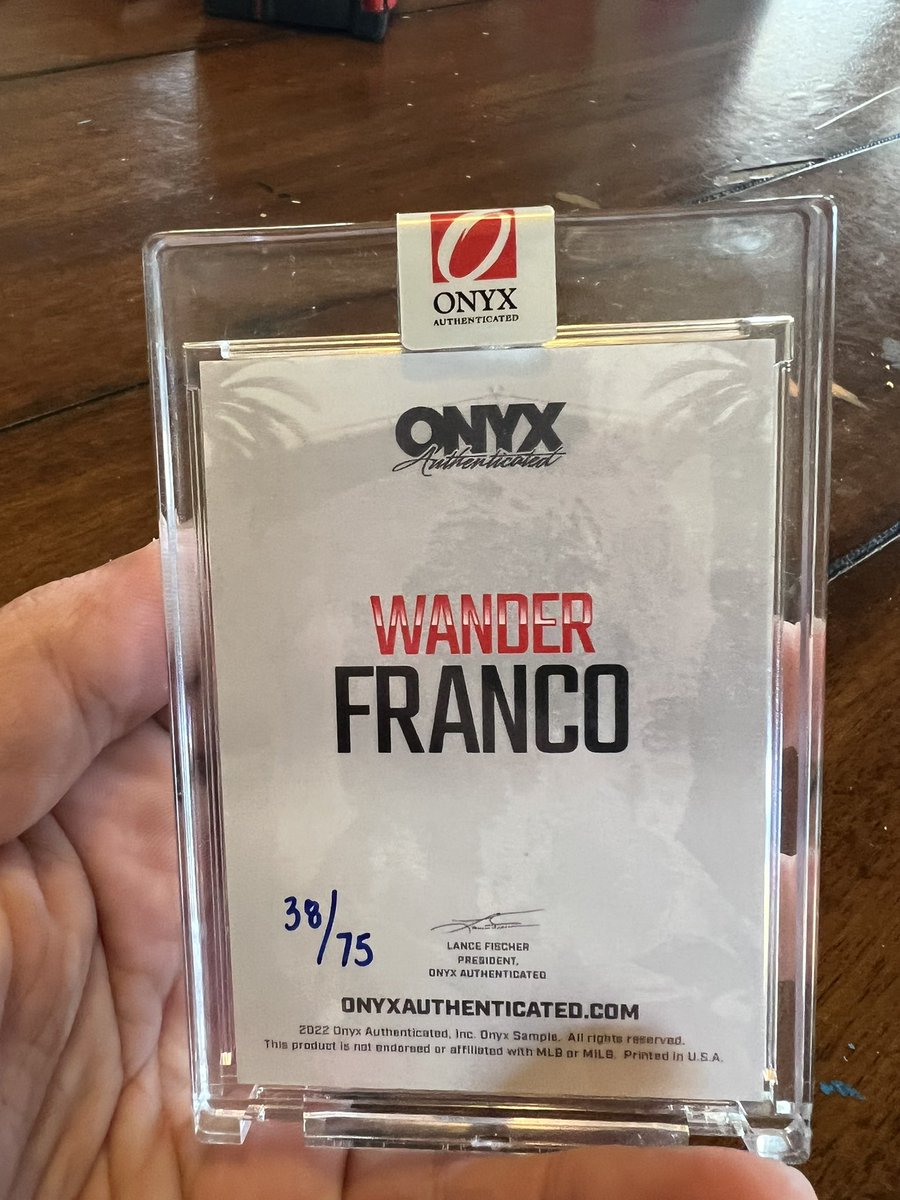 ONYX
AUTHENTICATED
ONYX
Authenticated
WANDER
FRANCO
38/75
LANCE FISCHER
PRESIDENT,
ONYX AUTHENTICATED
ONYXAUTHENTICATED.COM
2022 Onyx Authenticated, Inc. Onyx Sample. All rights reserved.
This product is not endorsed or affiliated with MLB or MiLB. Printed in U.S.A.